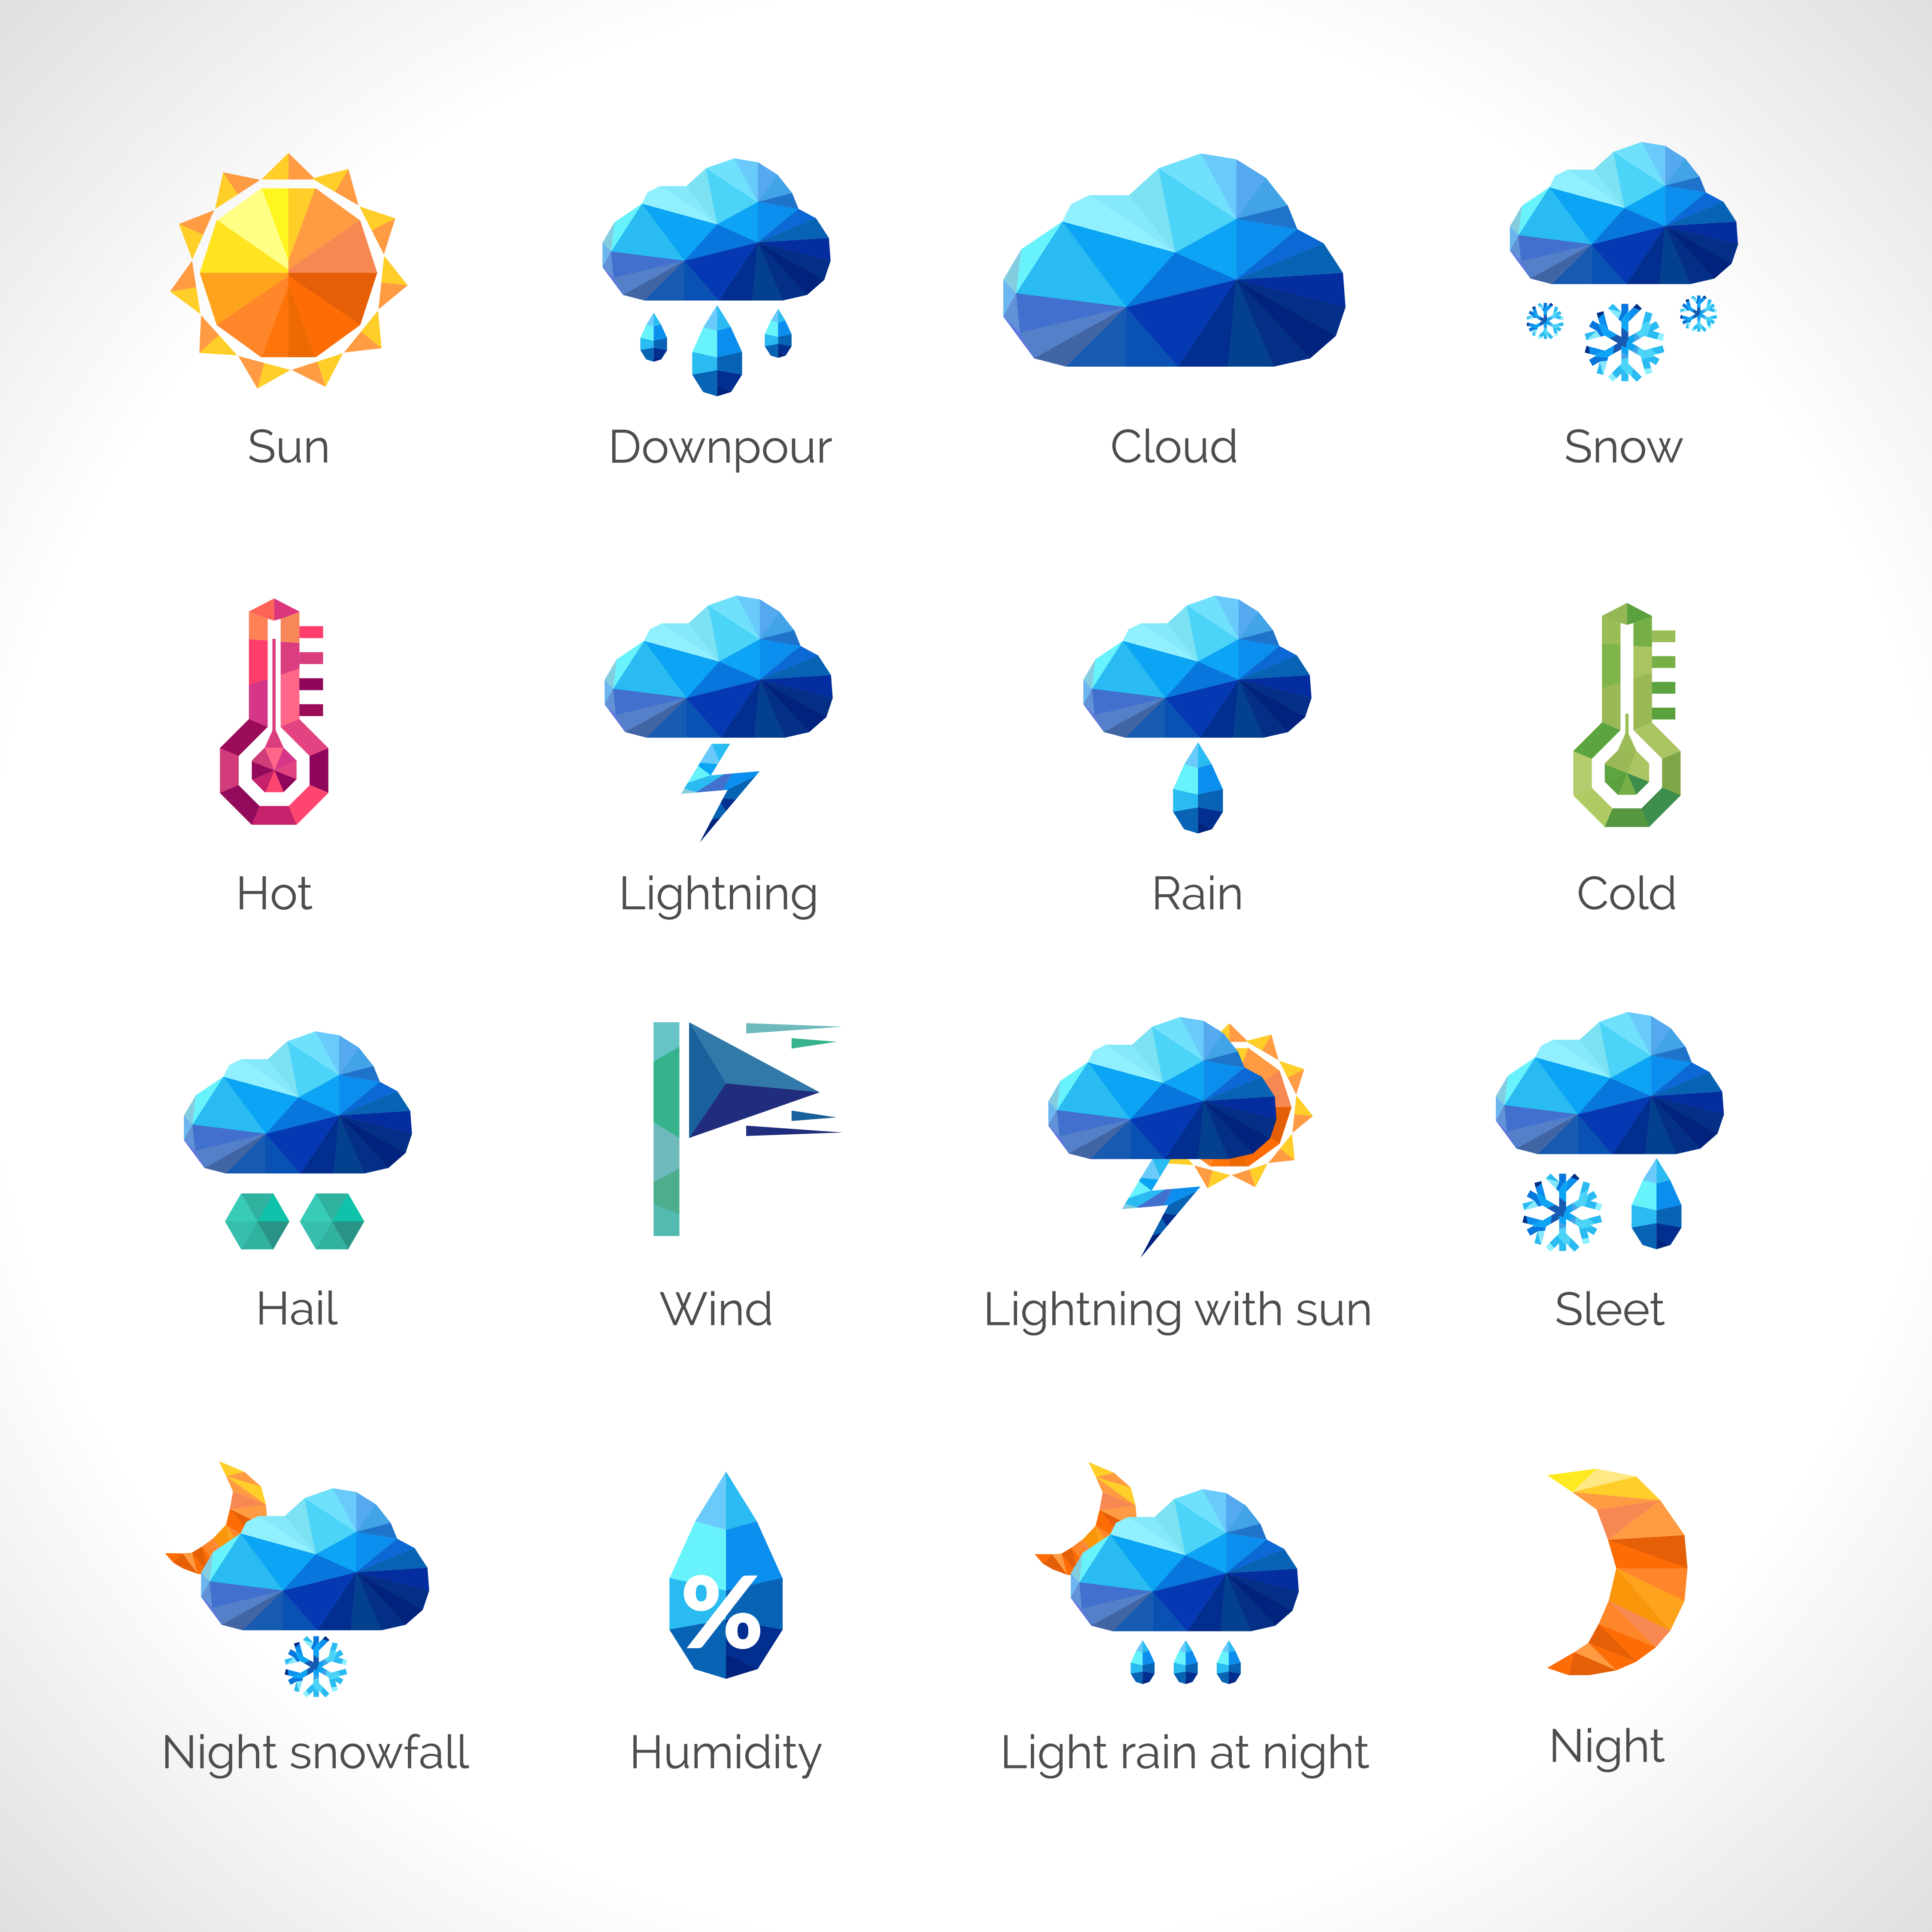 Sun
Downpour
Cloud
Snow
Hot
Lightning
Rain
Cold
Hail
Wind
Lightning with sun
Sleet
%
Night snowfall
Humidity
Light rain at night
Night